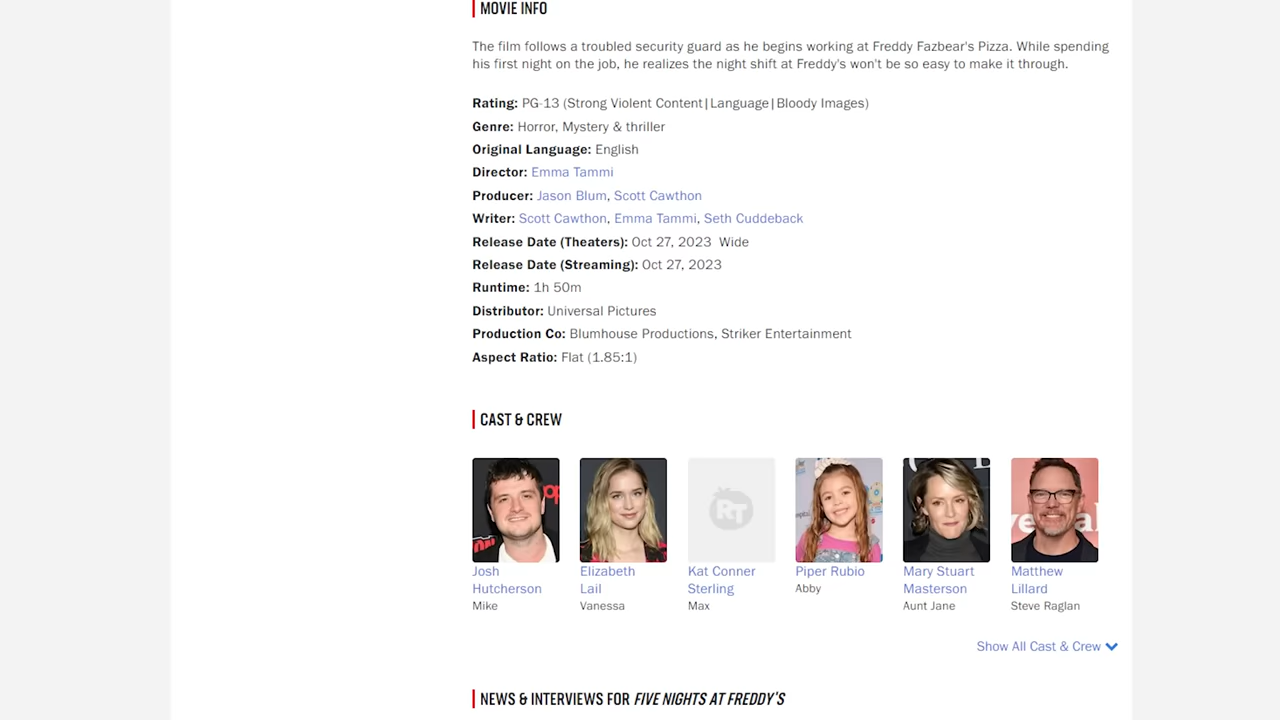 MOVIE INFO
The film follows a troubled security guard as he begins working at Freddy Fazbear's Pizza. While spending
his first night on the job, he realizes the night shift at Freddy's won't be so easy to make it through.
Rating: PG-13 (Strong Violent Content|Language|Bloody Images)
Genre: Horror, Mystery & thriller
Original Language: English
Director: Emma Tammi
Producer: Jason Blum, Scott Cawthon
Writer: Scott Cawthon, Emma Tammi, Seth Cuddeback
Release Date (Theaters): Oct 27, 2023 Wide
Release Date (Streaming): Oct 27, 2023
Runtime: 1h 50m
Distributor: Universal Pictures
Production Co: Blumhouse Productions, Striker Entertainment
Aspect Ratio: Flat (1.85:1)
CAST & CREW
RT
Josh
Hutcherson
Mike
Elizabeth
Lail
Vanessa
Kat Conner
Sterling
Max
Piper Rubio
Abby
Mary Stuart
Masterson
Aunt Jane
Matthew
Lillard
Steve Raglan
Show All Cast & Crew
NEWS & INTERVIEWS FOR FIVE NIGHTS AT FREDDY'S